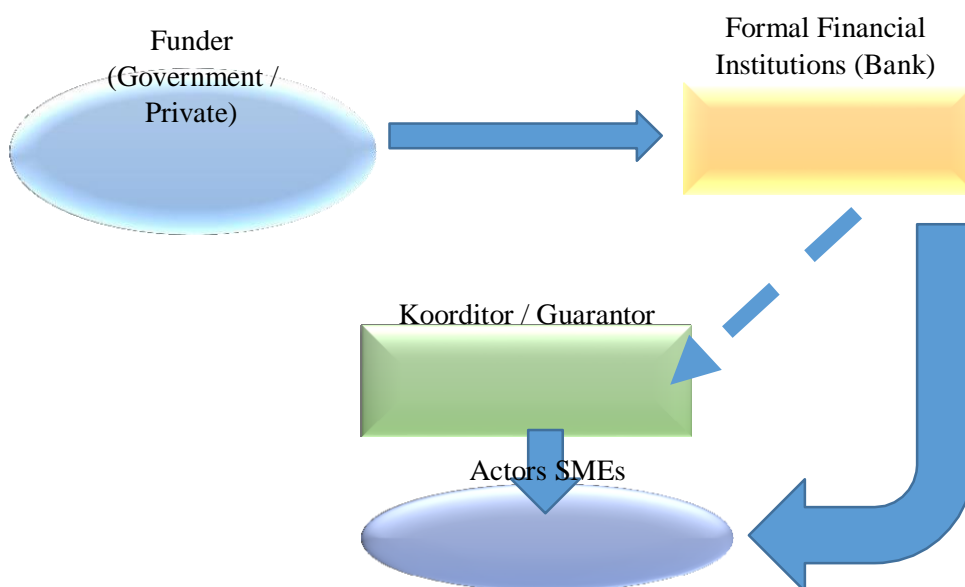 Funder
(Government /
Private)
Formal Financial
Institutions (Bank)
Koorditor / Guarantor
Actors SMEs